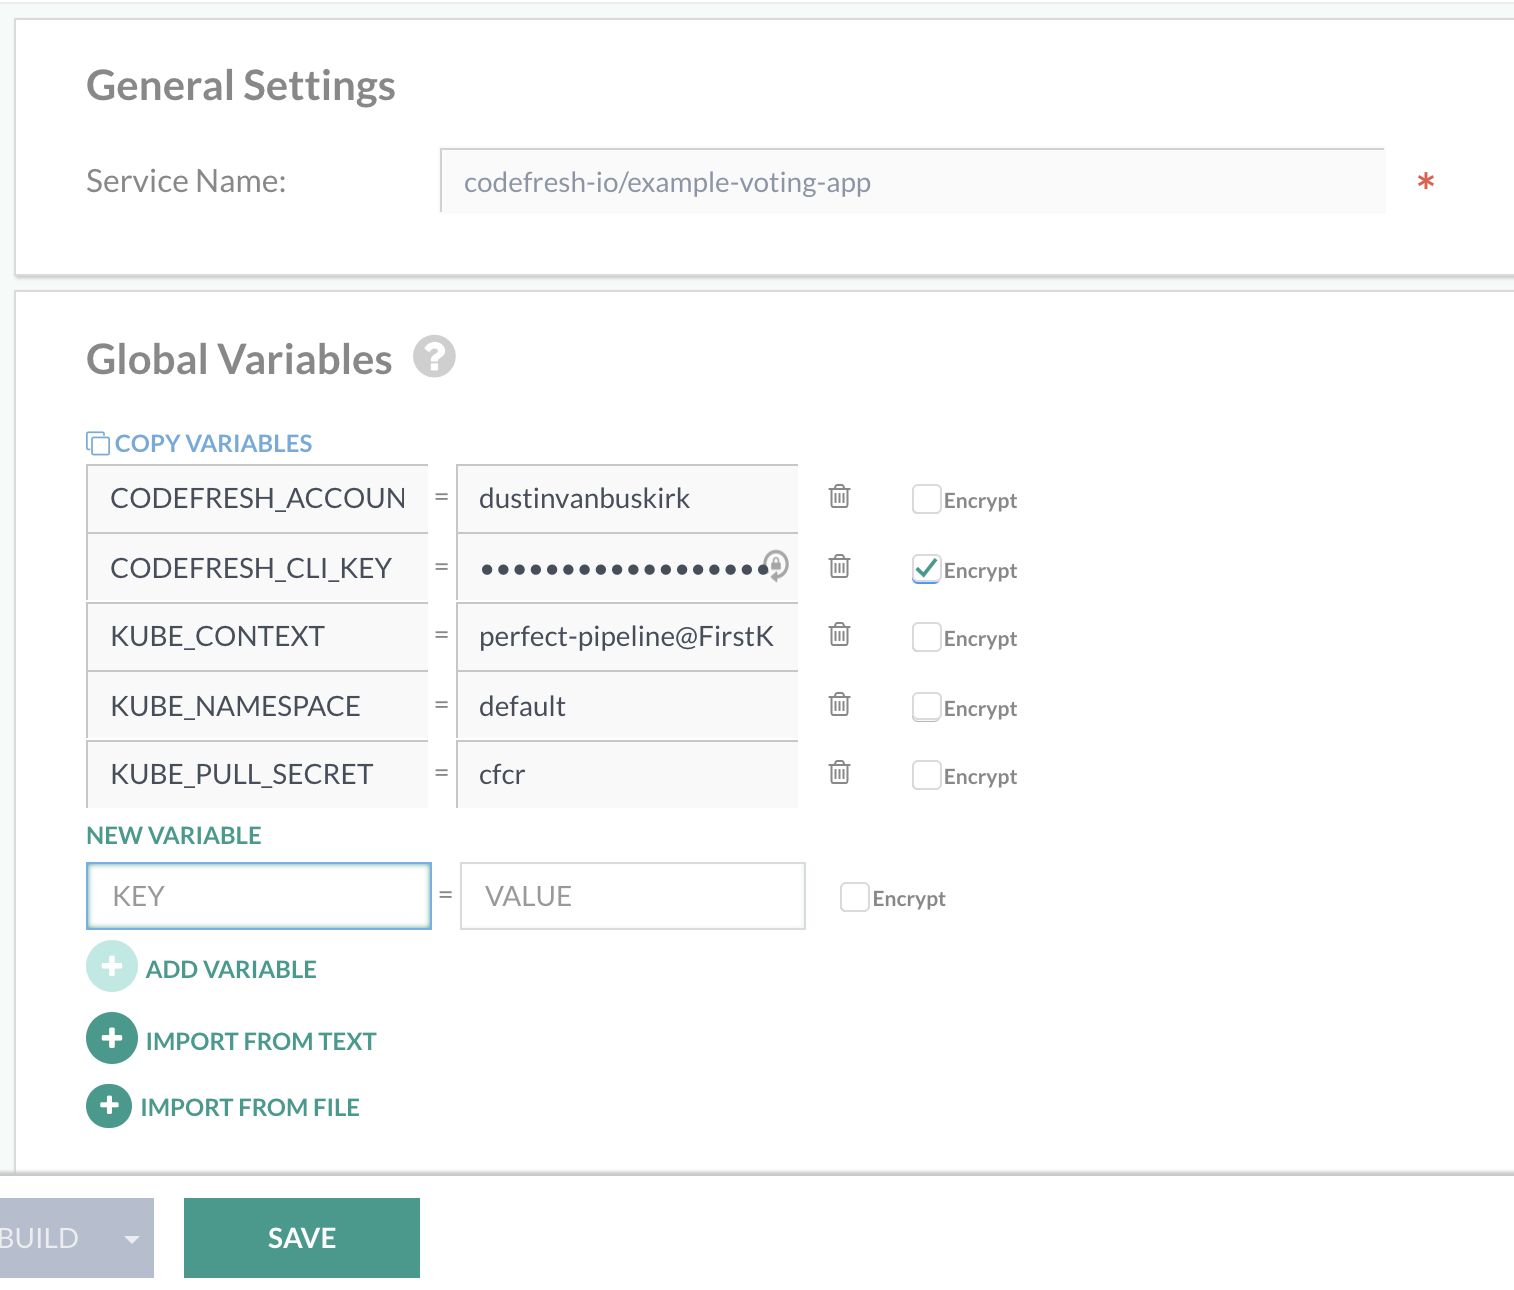 General Settings
Service Name: codefresh-io/example-voting-app *
Global Variables ?
COPY VARIABLES
CODEFRESH_ACCOUN = dustinvanbuskirk Encrypt
CODEFRESH_CLI_KEY = •••••••••••••••••• Encrypt
KUBE_CONTEXT = perfect-pipeline@FirstK Encrypt
KUBE_NAMESPACE = default Encrypt
KUBE_PULL_SECRET = cfcr Encrypt
NEW VARIABLE
KEY = VALUE Encrypt
+ ADD VARIABLE
+ IMPORT FROM TEXT
+ IMPORT FROM FILE
BUILD SAVE